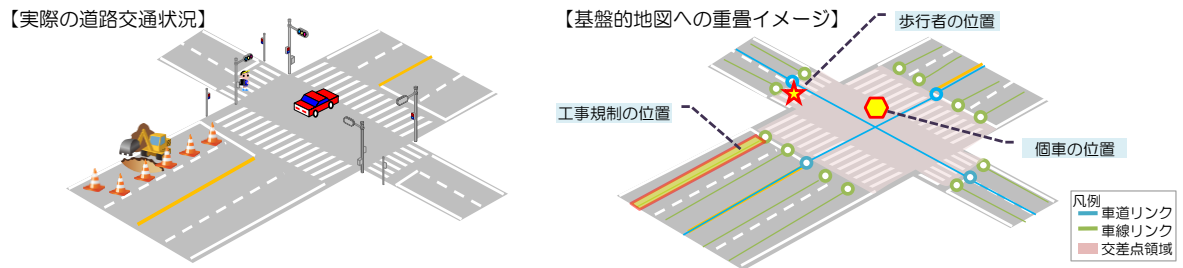 【実際の道路交通状況】
【基盤的地図への重畳イメージ】
歩行者の位置
工事規制の位置
個車の位置
凡例
車道リンク
車線リンク
交差点領域